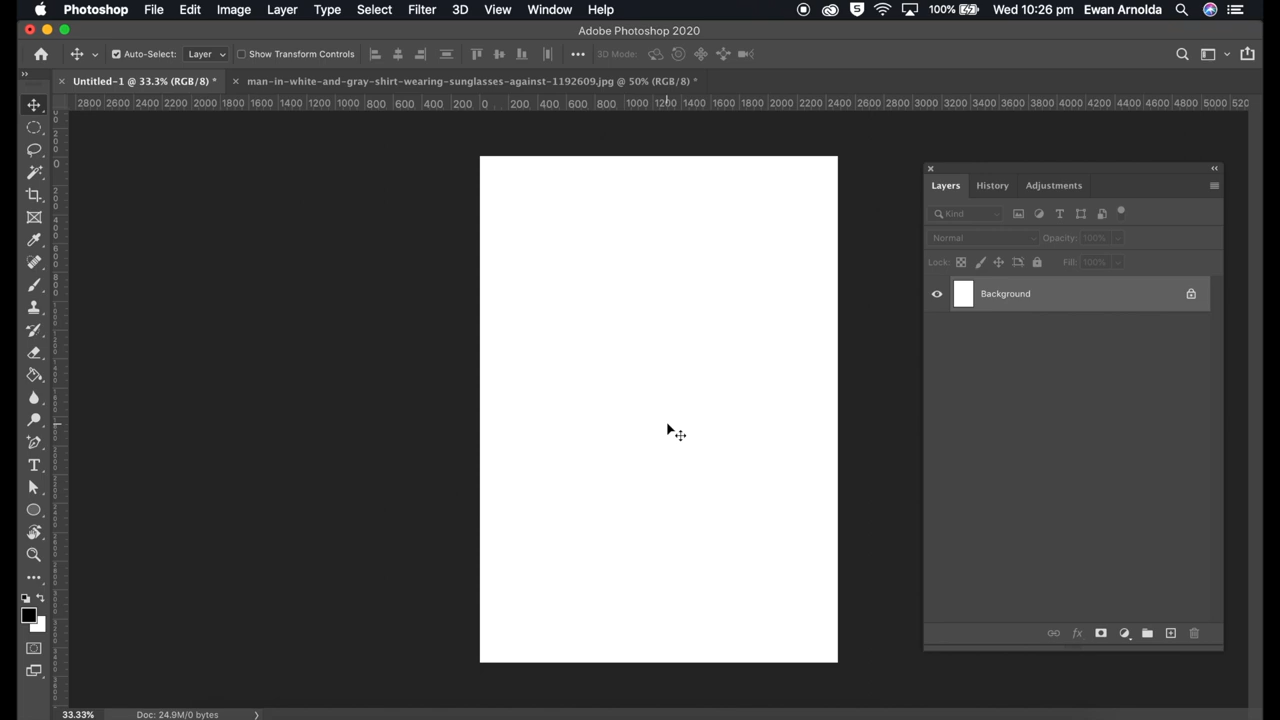 Photoshop File Edit Image Layer Type Select Filter 3D View Window Help 100% Wed 10:26 pm Ewan Arnolda
Adobe Photoshop 2020
Auto-Select: Layer Show Transform Controls 3D Mode:
Untitled-1 @ 33.3% (RGB/8) * man-in-white-and-gray-shirt-wearing-sunglasses-against-1192609.jpg @ 50% (RGB/8) *
2800 2600 2400 2200 2000 1800 1600 1400 1200 1000 800 600 400 200 0 200 400 600 800 1000 1200 1400 1600 1800 2000 2200 2400 2600 2800 3000 3200 3400 3600 3800 4000 4200 4400 4600 4800 5000 520
Layers History Adjustments
Kind
Normal Opacity: 100%
Lock: Fill: 100%
Background
33.33% Doc: 24.9M/0 bytes